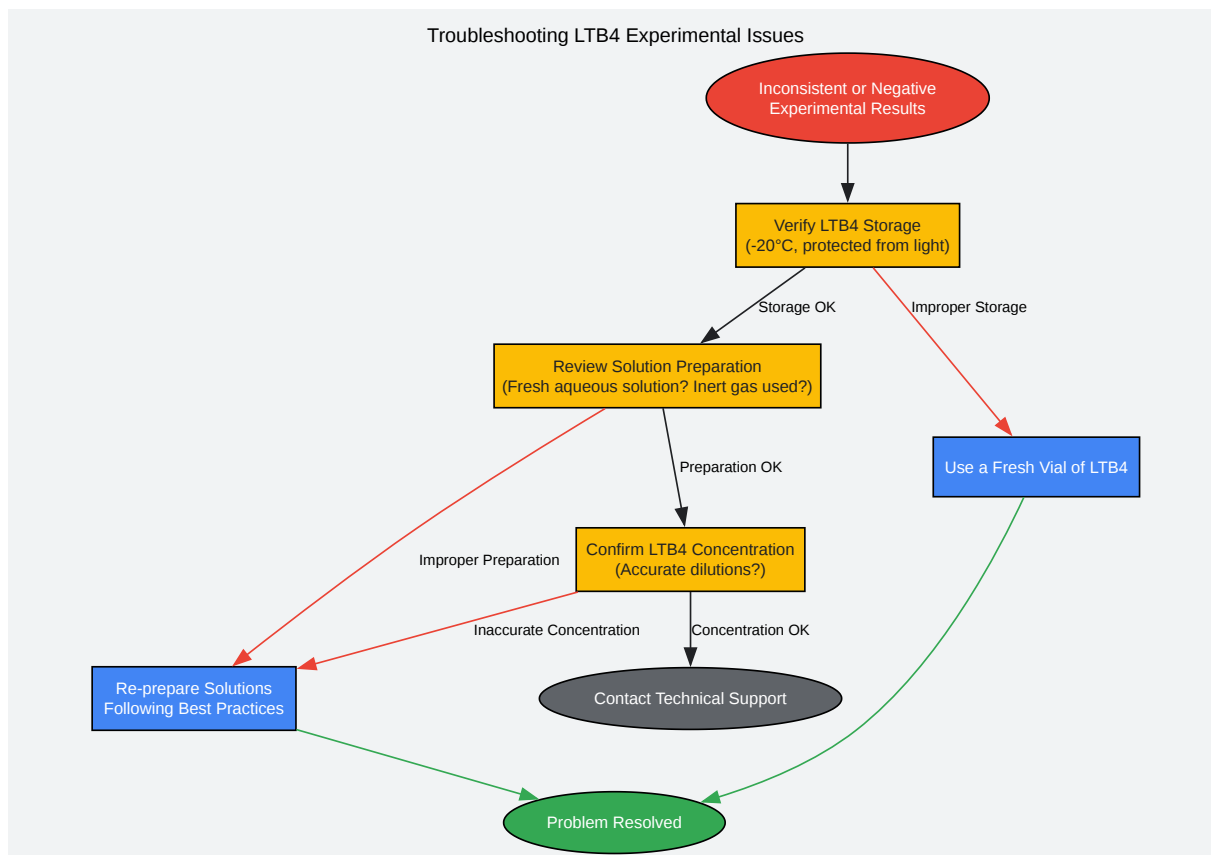 Troubleshooting LTB4 Experimental Issues
Inconsistent or Negative
Experimental Results
Verify LTB4 Storage
(-20°C, protected from light)
Storage OK
Improper Storage
Review Solution Preparation
(Fresh aqueous solution? Inert gas used?)
Preparation OK
Use a Fresh Vial of LTB4
Confirm LTB4 Concentration
(Accurate dilutions?)
Improper Preparation
Inaccurate Concentration
Concentration OK
Re-prepare Solutions
Following Best Practices
Contact Technical Support
Problem Resolved